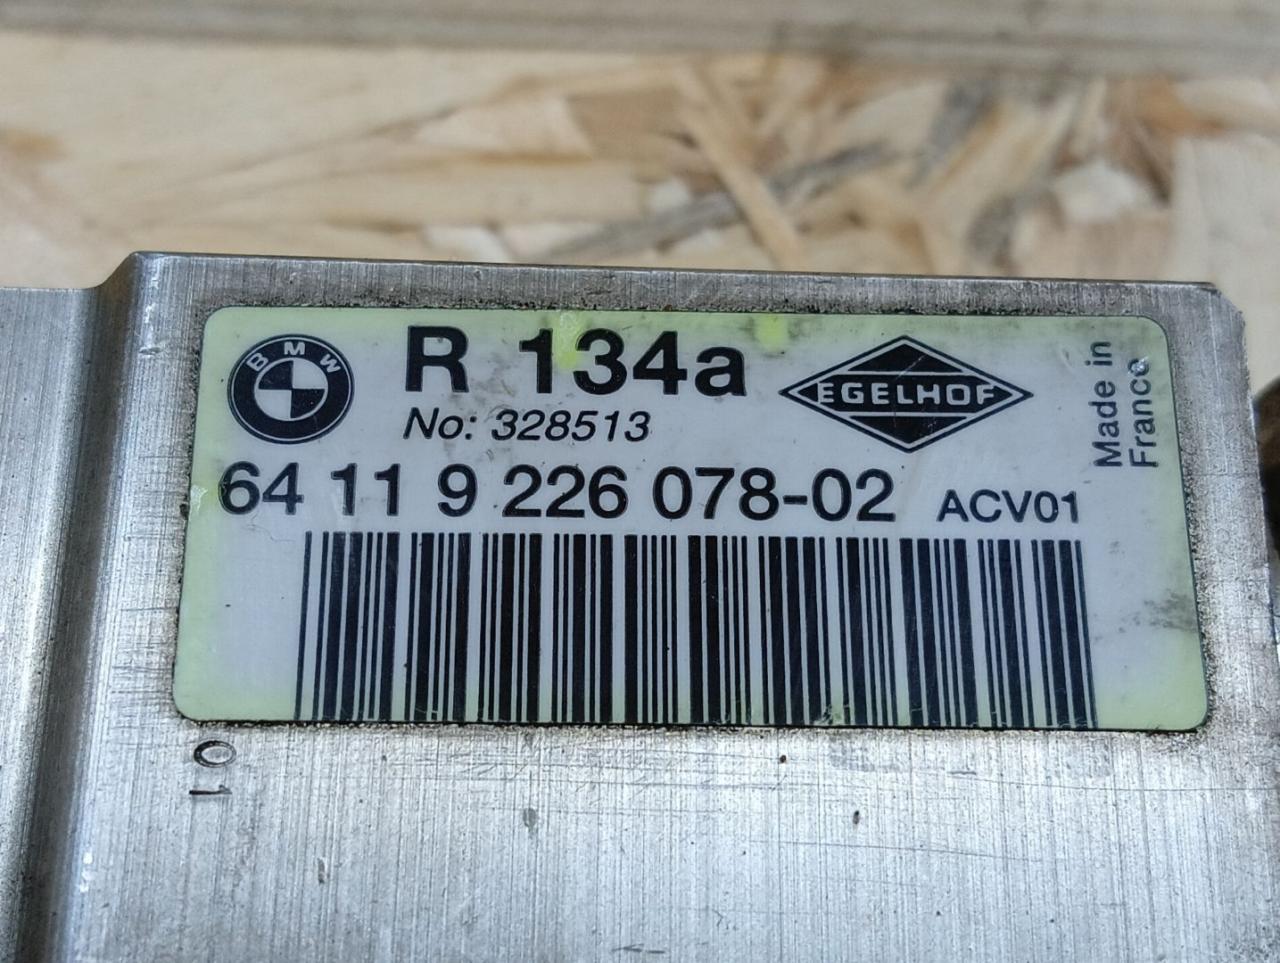 BMW
R 134a
EGELHOF
No: 328513
64 11 9 226 078-02 ACV01
Made in
France
01